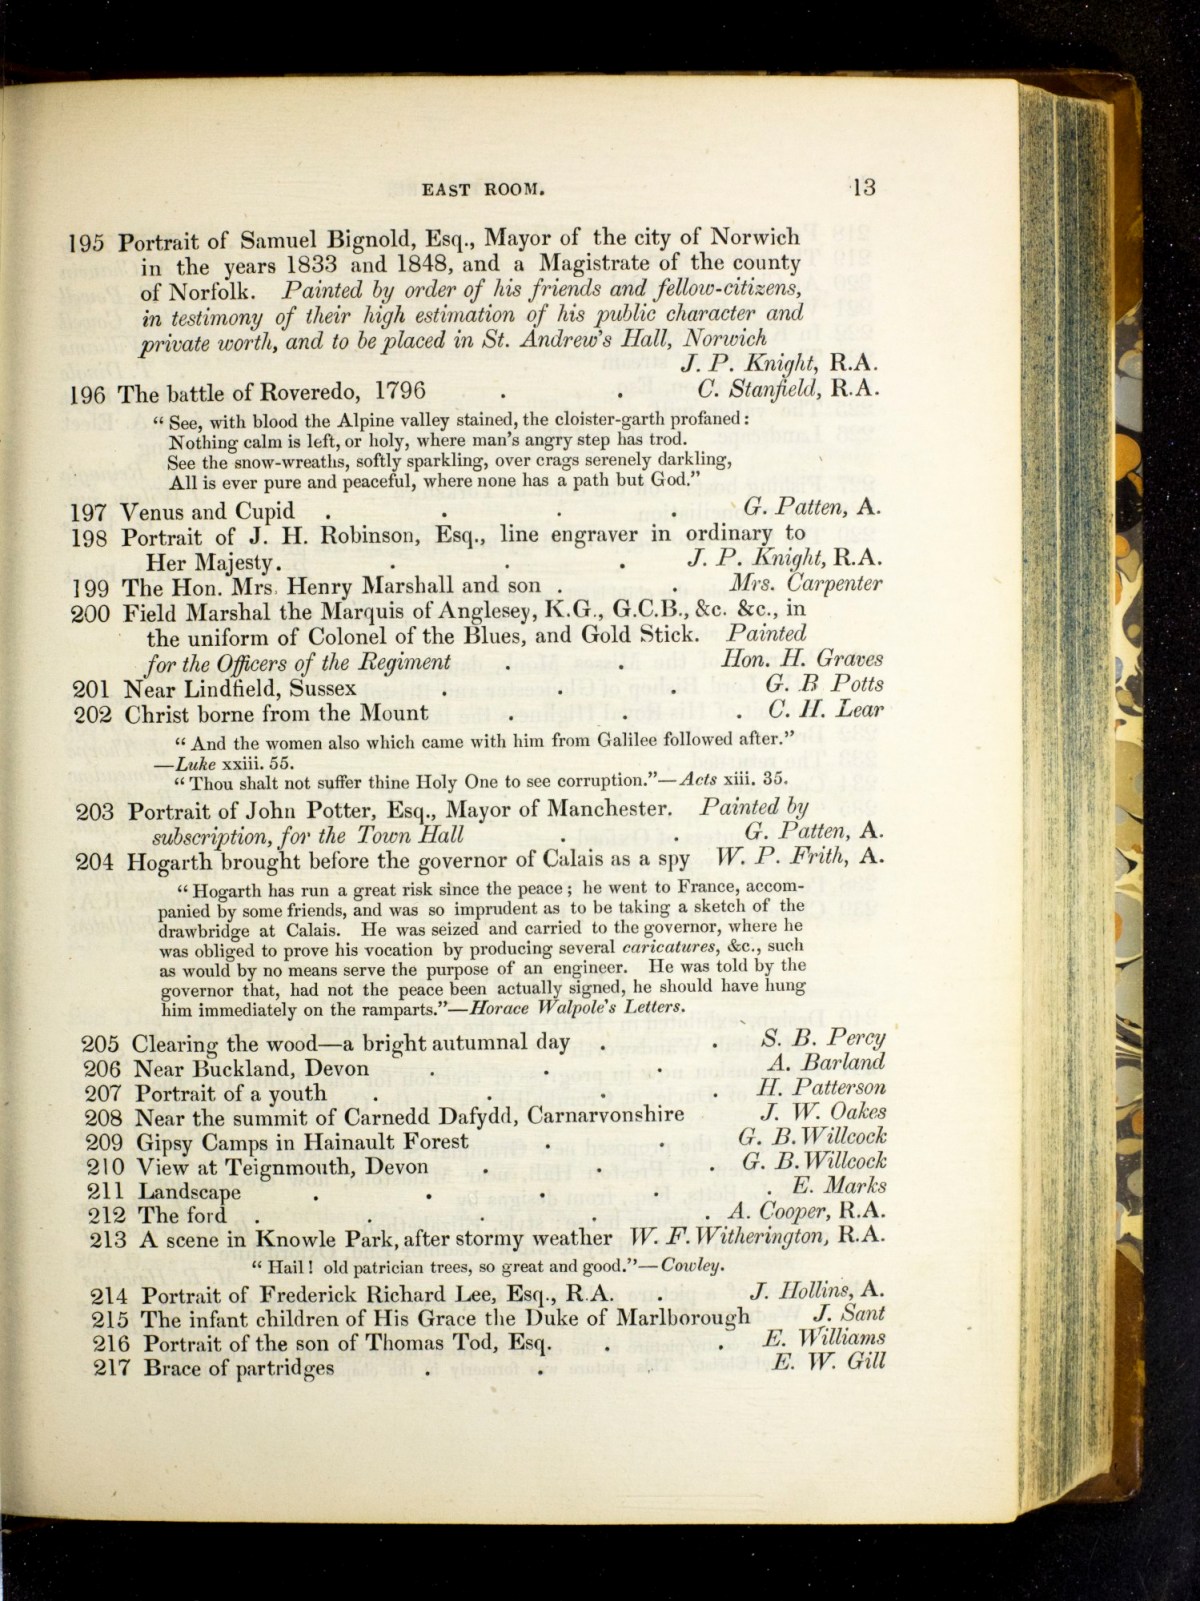 EAST ROOM. 13
195 Portrait of Samuel Bignold, Esq., Mayor of the city of Norwich
in the years 1833 and 1848, and a Magistrate of the county
of Norfolk. Painted by order of his friends and fellow-citizens,
in testimony of their high estimation of his public character and
private worth, and to be placed in St. Andrew's Hall, Norwich
J. P. Knight, R.A.
196 The battle of Roveredo, 1796 . . C. Stanfield, R.A.
“ See, with blood the Alpine valley stained, the cloister-garth profaned :
Nothing calm is left, or holy, where man's angry step has trod.
See the snow-wreaths, softly sparkling, over crags serenely darkling,
All is ever pure and peaceful, where none has a path but God.”
197 Venus and Cupid . . . . G. Patten, A.
198 Portrait of J. H. Robinson, Esq., line engraver in ordinary to
Her Majesty. . . . J. P. Knight, R.A.
199 The Hon. Mrs. Henry Marshall and son . . Mrs. Carpenter
200 Field Marshal the Marquis of Anglesey, K.G., G.C.B., &c. &c., in
the uniform of Colonel of the Blues, and Gold Stick. Painted
for the Officers of the Regiment . . Hon. H. Graves
201 Near Lindfield, Sussex . . . G. B Potts
202 Christ borne from the Mount . . . C. H. Lear
“ And the women also which came with him from Galilee followed after.”
—Luke xxiii. 55.
“ Thou shalt not suffer thine Holy One to see corruption.”—Acts xiii. 35.
203 Portrait of John Potter, Esq., Mayor of Manchester. Painted by
subscription, for the Town Hall . . G. Patten, A.
204 Hogarth brought before the governor of Calais as a spy W. P. Frith, A.
“ Hogarth has run a great risk since the peace ; he went to France, accom-
panied by some friends, and was so imprudent as to be taking a sketch of the
drawbridge at Calais. He was seized and carried to the governor, where he
was obliged to prove his vocation by producing several caricatures, &c., such
as would by no means serve the purpose of an engineer. He was told by the
governor that, had not the peace been actually signed, he should have hung
him immediately on the ramparts.”—Horace Walpole's Letters.
205 Clearing the wood—a bright autumnal day . . S. B. Percy
206 Near Buckland, Devon . . . A. Barland
207 Portrait of a youth . . . . H. Patterson
208 Near the summit of Carnedd Dafydd, Carnarvonshire J. W. Oakes
209 Gipsy Camps in Hainault Forest . . G. B. Willcock
210 View at Teignmouth, Devon . . . G. B. Willcock
211 Landscape . . . . . E. Marks
212 The ford . . . . . A. Cooper, R.A.
213 A scene in Knowle Park, after stormy weather W. F. Witherington, R.A.
“ Hail ! old patrician trees, so great and good.”—Cowley.
214 Portrait of Frederick Richard Lee, Esq., R.A. . J. Hollins, A.
215 The infant children of His Grace the Duke of Marlborough J. Sant
216 Portrait of the son of Thomas Tod, Esq. . . E. Williams
217 Brace of partridges . . E. W. Gill